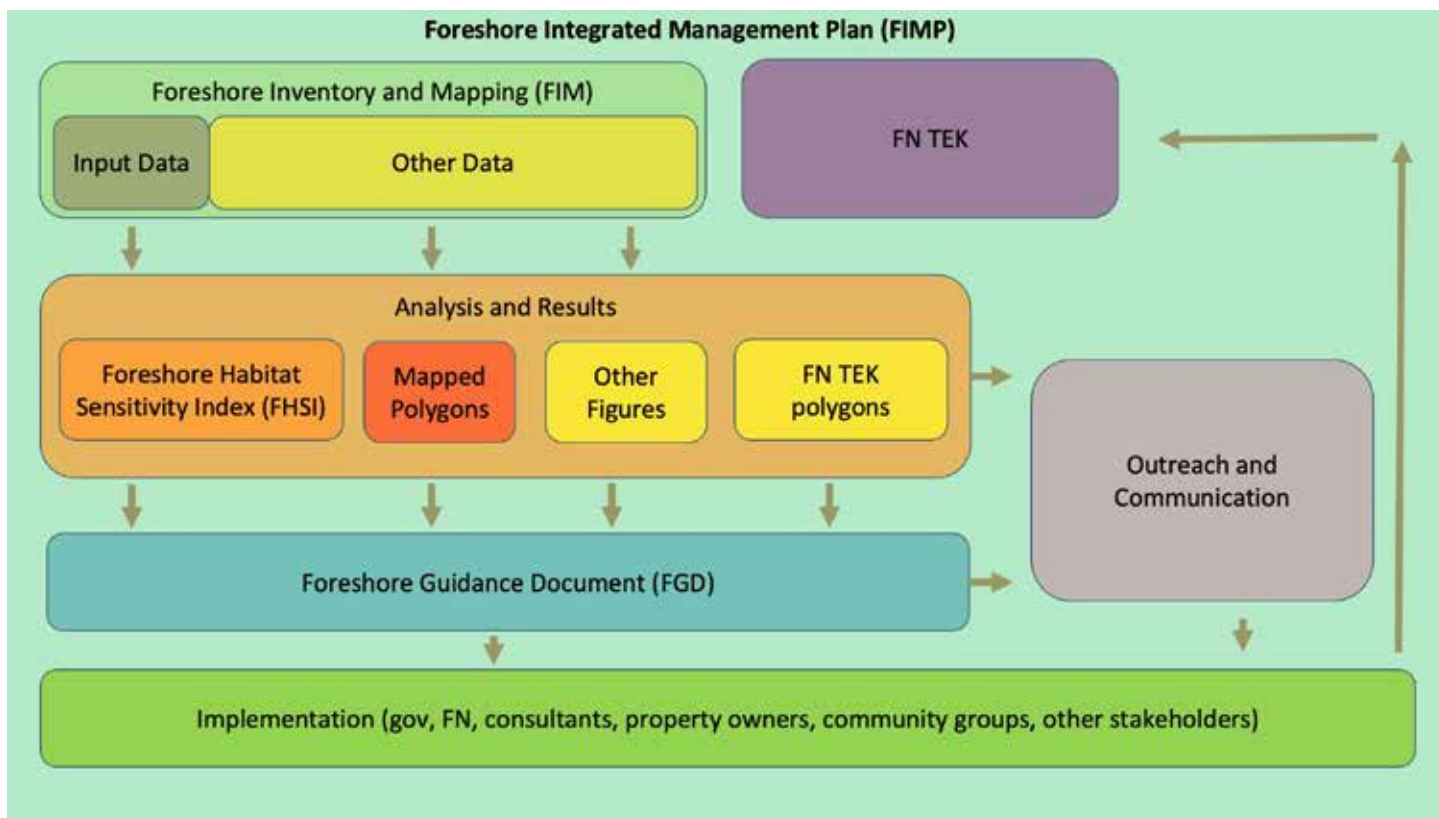 Foreshore Integrated Management Plan (FIMP)
Foreshore Inventory and Mapping (FIM)
Input Data
Other Data
FN TEK
Analysis and Results
Foreshore Habitat
Sensitivity Index (FHSI)
Mapped
Polygons
Other
Figures
FN TEK
polygons
Outreach and
Communication
Foreshore Guidance Document (FGD)
Implementation (gov, FN, consultants, property owners, community groups, other stakeholders)